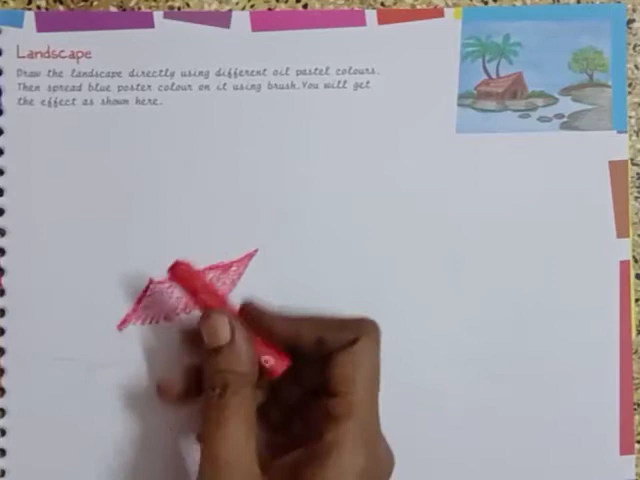 Landscape
Draw the landscape directly using different oil pastel colours.
Then spread blue poster colour on it using brush.You will get
the effect as shown here.